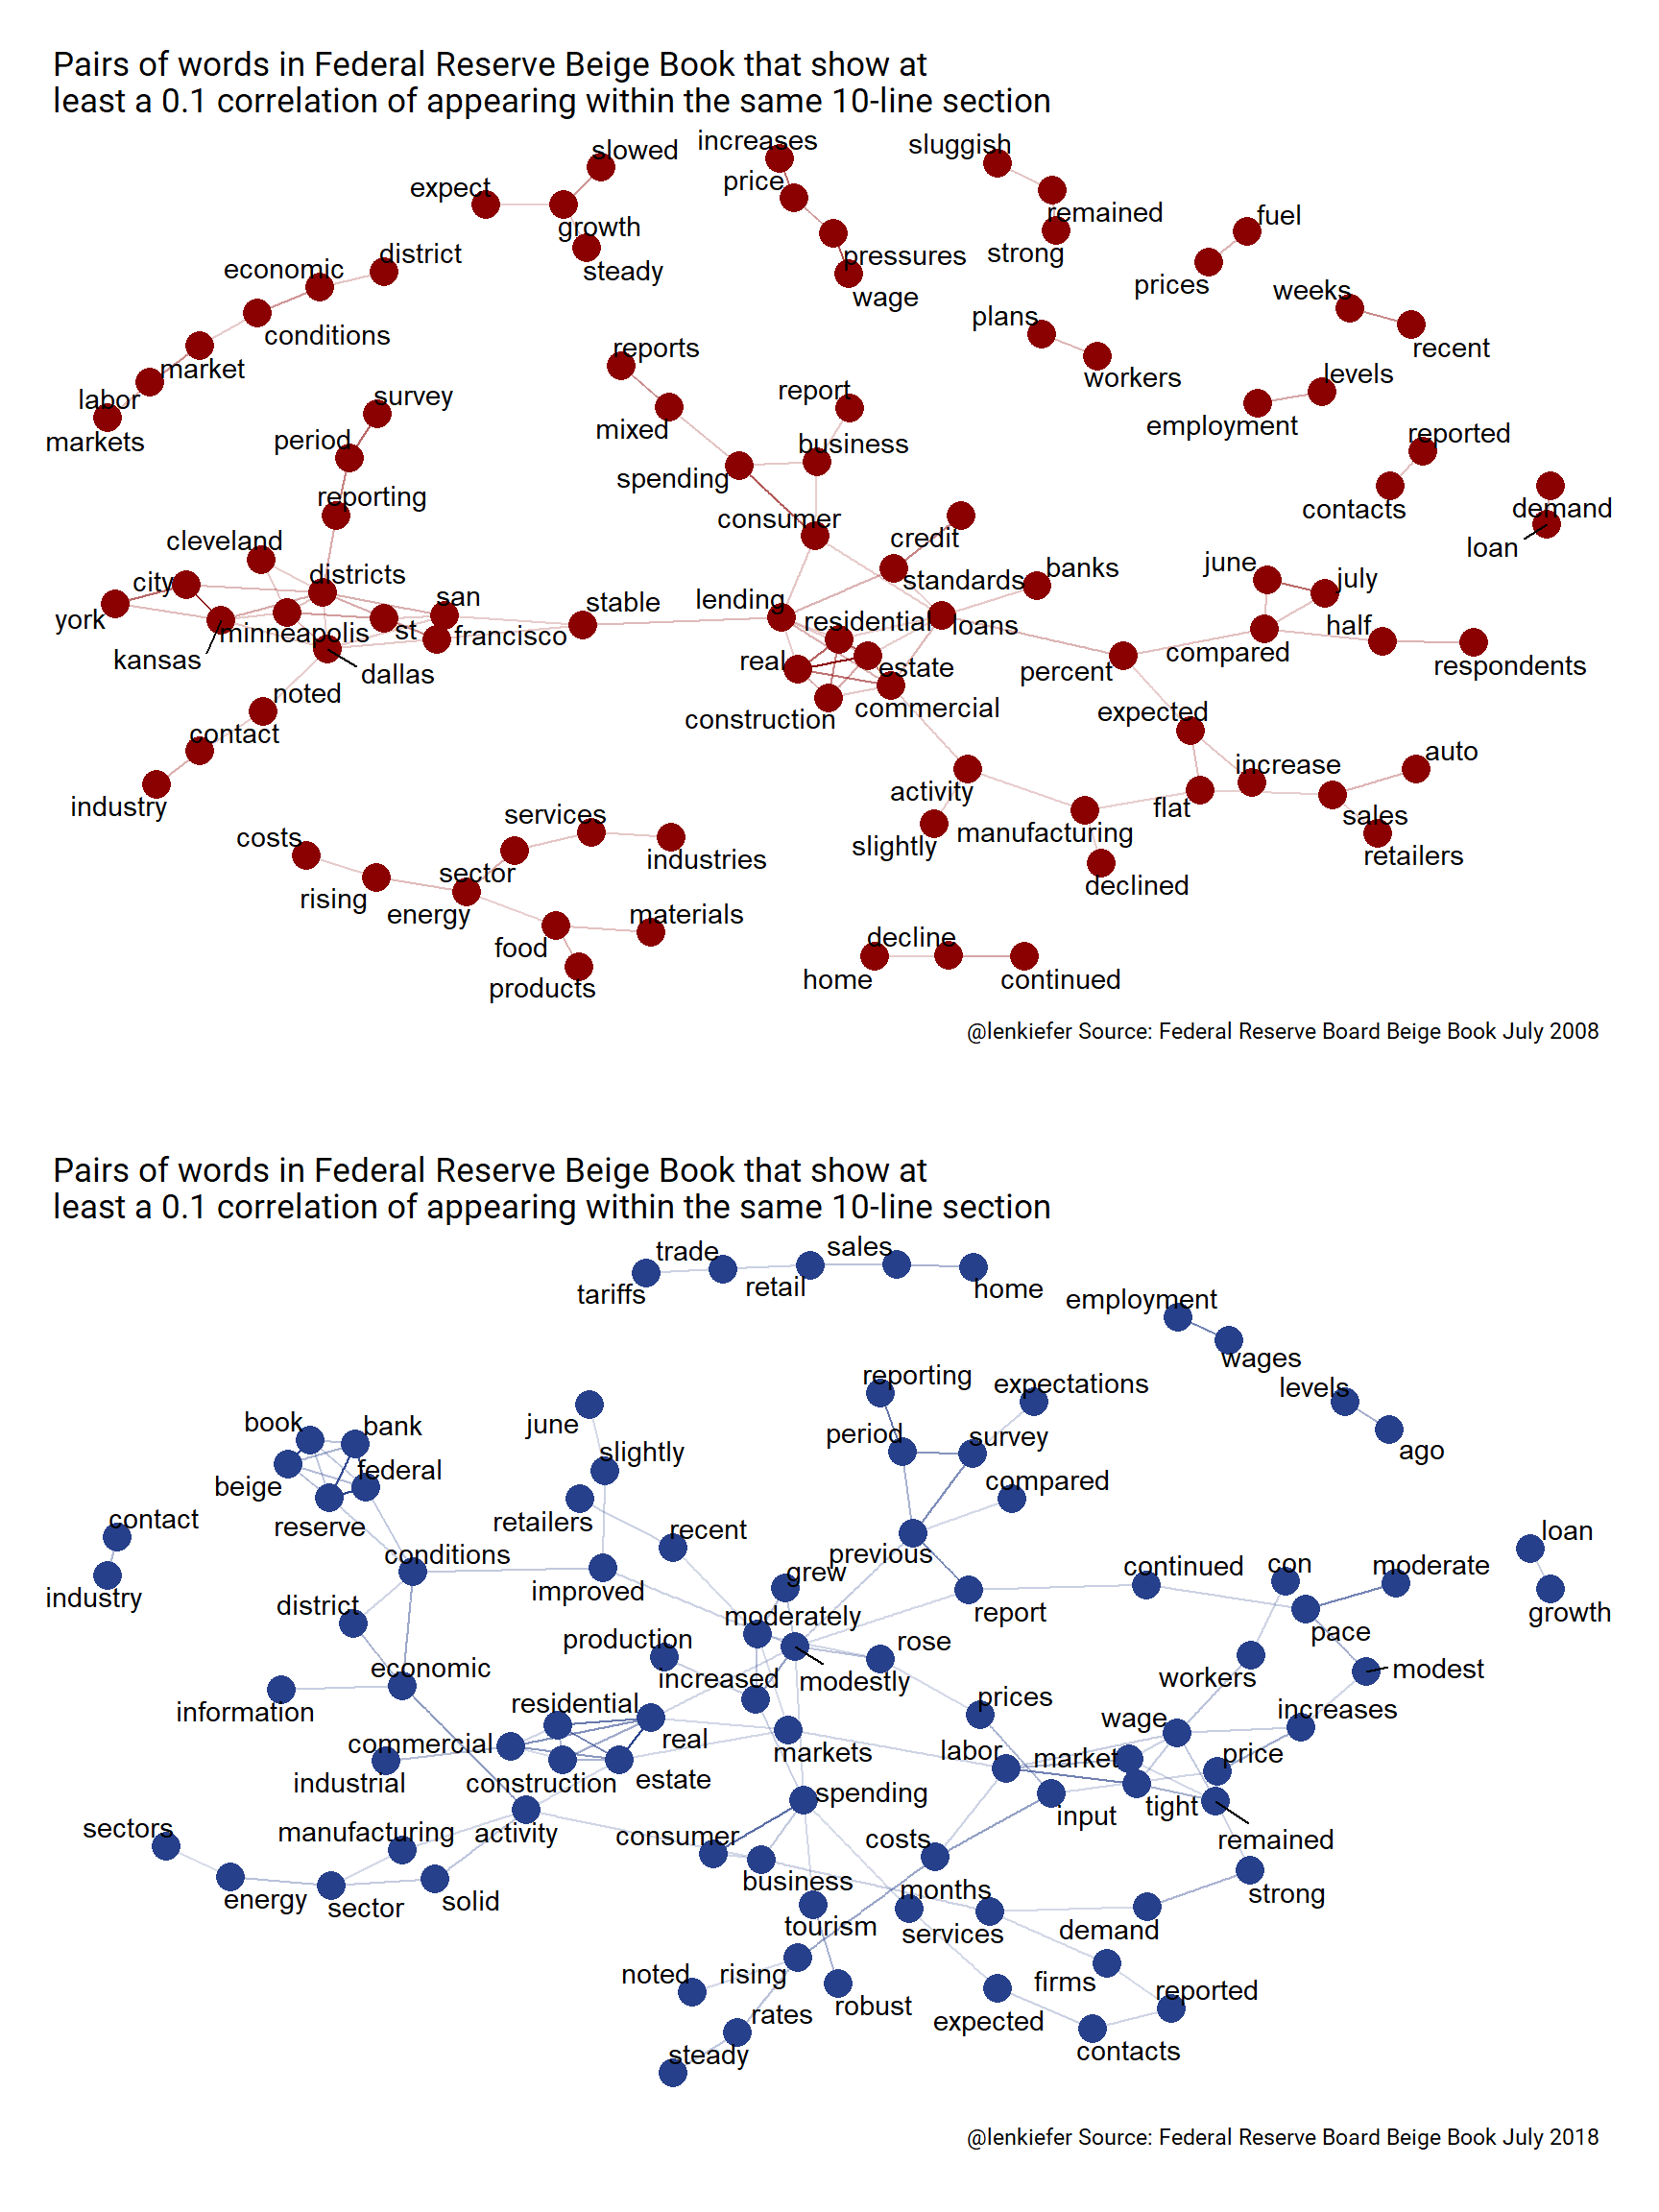 Pairs of words in Federal Reserve Beige Book that show at
least a 0.1 correlation of appearing within the same 10-line section
increases
sluggish
slowed
price
expect
remained
fuel
growth
district
strong
economic
pressures
steady
prices
weeks
wage
plans
conditions
reports
recent
market
levels
workers
report
labor
survey
employment
mixed
reported
markets
period
business
spending
reporting
contacts
demand
consumer
credit
cleveland
loan
june
banks
city
districts
standards
july
san
stable
lending
york
residential
loans
half
minneapolis
st
francisco
kansas
real
estate
compared
respondents
dallas
percent
noted
commercial
expected
construction
contact
auto
increase
activity
industry
flat
services
sales
costs
manufacturing
slightly
industries
retailers
sector
declined
rising
energy
materials
decline
food
home
continued
products
@lenkiefer Source: Federal Reserve Board Beige Book July 2008
Pairs of words in Federal Reserve Beige Book that show at
least a 0.1 correlation of appearing within the same 10-line section
trade
sales
tariffs
retail
home
employment
wages
reporting
expectations
levels
book
bank
june
period
survey
ago
slightly
federal
beige
compared
contact
retailers
recent
reserve
loan
conditions
previous
continued
con
moderate
grew
industry
improved
district
moderately
report
growth
pace
production
rose
economic
modest
increased
modestly
workers
information
residential
prices
increases
commercial
real
wage
markets
labor
market
price
industrial
construction
estate
spending
input
tight
sectors
manufacturing
activity
consumer
costs
remained
business
months
energy
sector
solid
strong
tourism
services
demand
noted
rising
firms
reported
rates
robust
expected
steady
contacts
@lenkiefer Source: Federal Reserve Board Beige Book July 2018